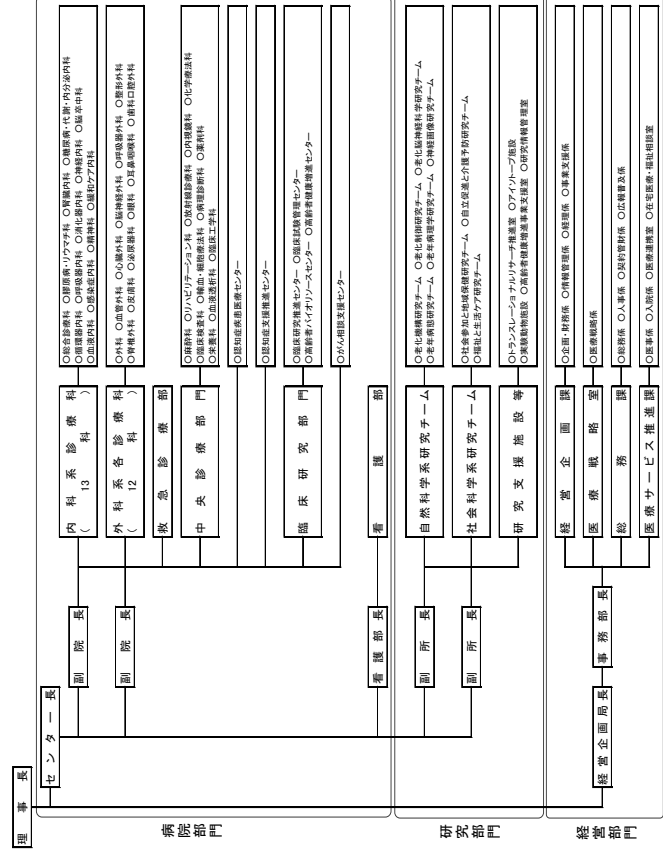 理事長
センター長
経営企画局長
副院長
副院長
看護部長
副所長
副所長
事務部長
病院部門
内科系診療科
(13科)
○総合診療科 ○膠原病・リウマチ科 ○腎臓内科 ○糖尿病・代謝・内分泌内科
○循環器内科 ○呼吸器内科 ○消化器内科 ○神経内科 ○脳卒中科
○血液内科 ○感染症内科 ○精神科 ○緩和ケア内科
外科系各診療科
(12科)
○外科 ○血管外科 ○心臓外科 ○脳神経外科 ○呼吸器外科 ○整形外科
○脊椎外科 ○皮膚科 ○泌尿器科 ○眼科 ○耳鼻咽喉科 ○歯科口腔外科
救急診療部
中央診療部門
○麻酔科 ○リハビリテーション科 ○放射線診療科 ○内視鏡科 ○化学療法科
○臨床検査科 ○輸血・細胞療法科 ○病理診断科 ○薬剤科
○栄養科 ○血液透析科 ○臨床工学科
○認知症疾患医療センター
○認知症支援推進センター
臨床研究部門
○臨床研究推進センター ○臨床試験管理センター
○高齢者バイオリソースセンター ○高齢者健康増進センター
○がん相談支援センター
看護部
研究部門
自然科学系研究チーム
○老化機構研究チーム ○老化制御研究チーム ○老化脳神経科学研究チーム
○老年病態研究チーム ○老年病理学研究チーム ○神経画像研究チーム
社会科学系研究チーム
○社会参加と地域保健研究チーム ○自立促進と介護予防研究チーム
○福祉と生活ケア研究チーム
研究支援施設等
○トランスレーショナルリサーチ推進室 ○アイソトープ施設
○実験動物施設 ○高齢者健康増進事業支援室 ○研究情報管理室
経営部門
経営企画課
○企画・財務係 ○情報管理係 ○経理係 ○事業支援係
医療戦略室
○医療戦略係
総務課
○総務係 ○人事係 ○契約管財係 ○広報普及係
医療サービス推進課
○医事係 ○入院係 ○医療連携室 ○在宅医療・福祉相談室